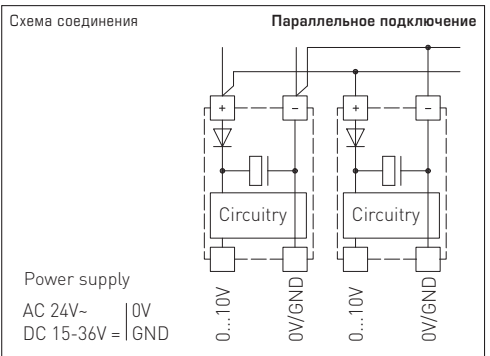 Схема соединения
Параллельное подключение
+ − + −
Circuitry Circuitry
Power supply
AC 24V~ 0V
DC 15-36V = GND
0...10V
0V/GND
0...10V
0V/GND